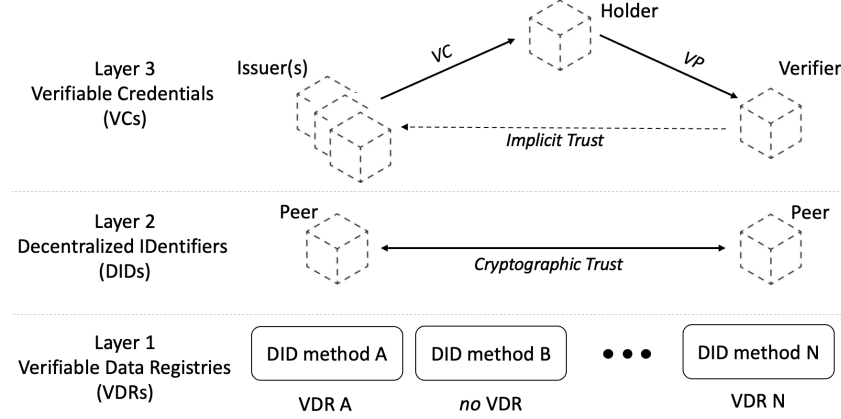 Holder
Layer 3
Verifiable Credentials
(VCs)
Issuer(s)
VC
VP
Verifier
Implicit Trust
Layer 2
Decentralized IDentifiers
(DIDs)
Peer
Peer
Cryptographic Trust
Layer 1
Verifiable Data Registries
(VDRs)
DID method A
DID method B
•••
DID method N
VDR A
no VDR
VDR N